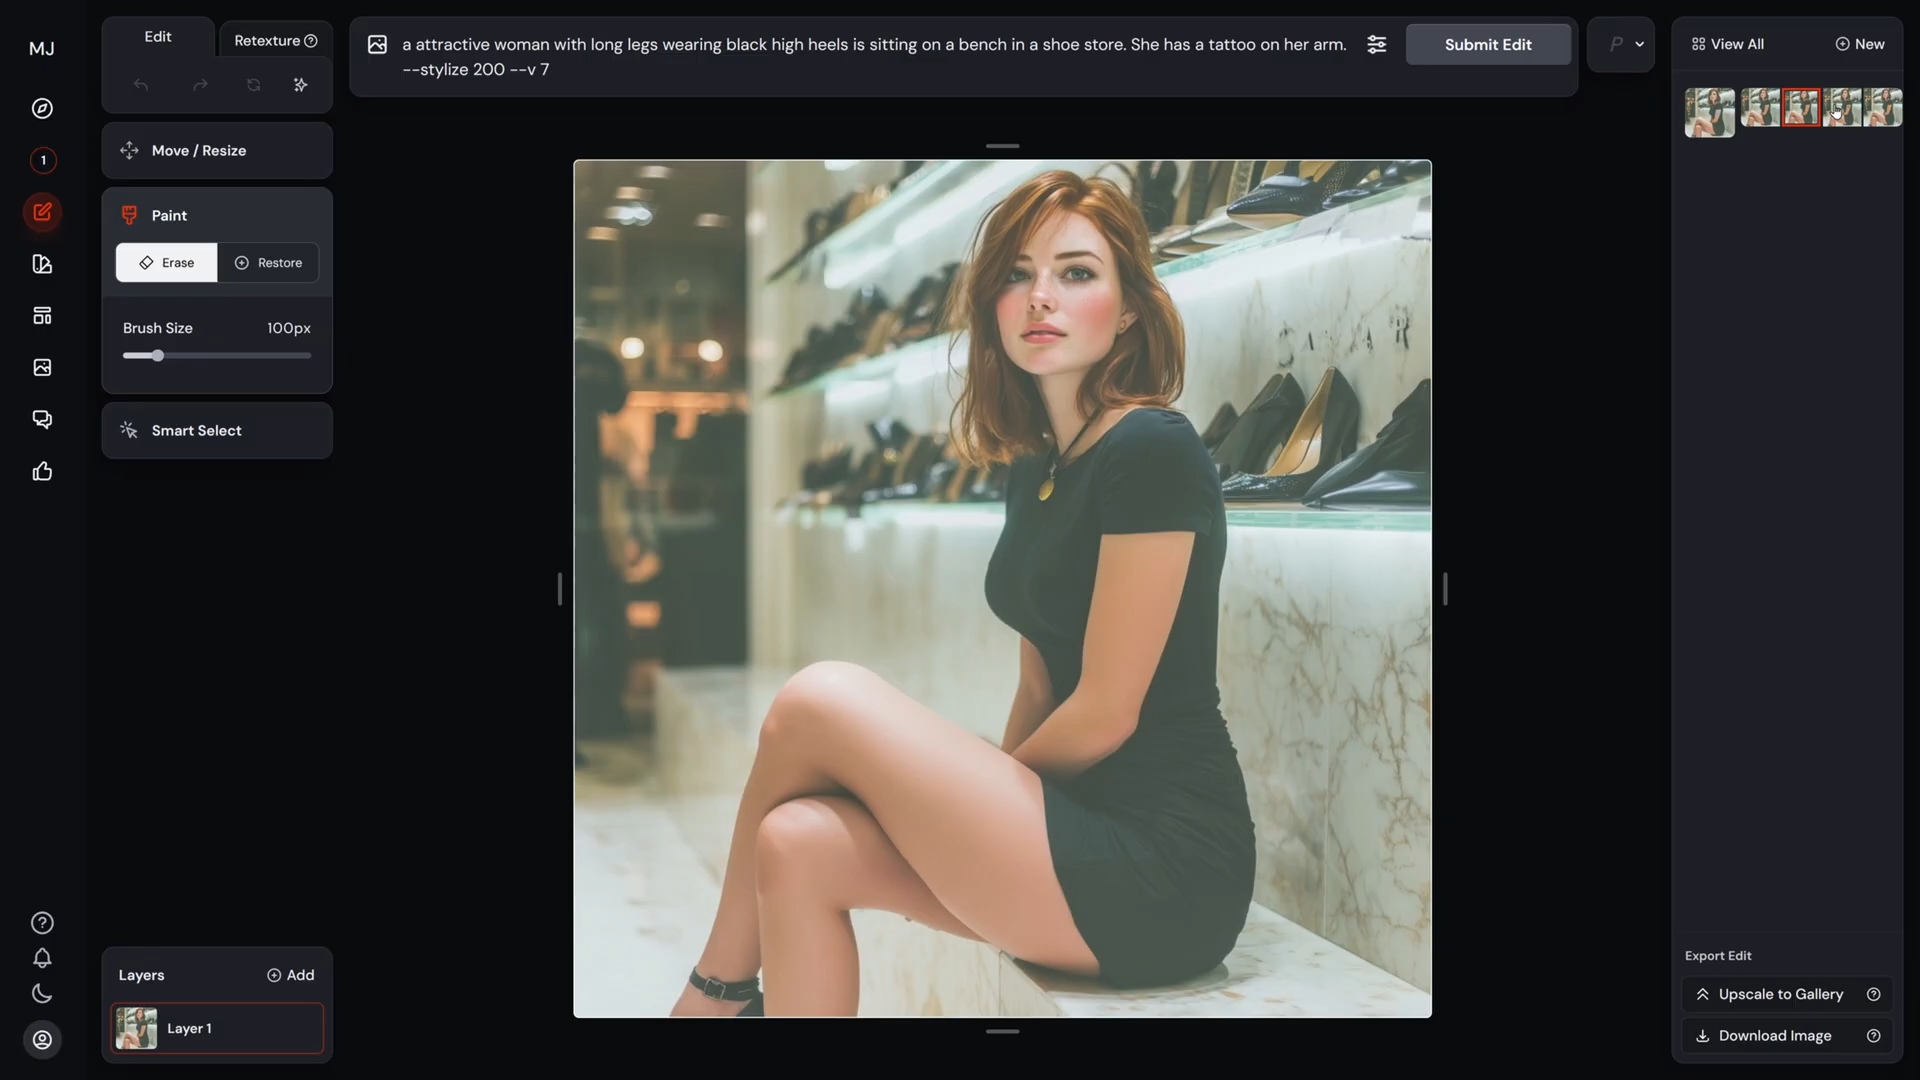 MJ
Edit
Retexture
a attractive woman with long legs wearing black high heels is sitting on a bench in a shoe store. She has a tattoo on her arm.
--stylize 200 --v 7
Submit Edit
P
View All
New
1
Move / Resize
Paint
Erase
Restore
Brush Size
100px
Smart Select
Layers
Add
Layer 1
Export Edit
Upscale to Gallery
Download Image